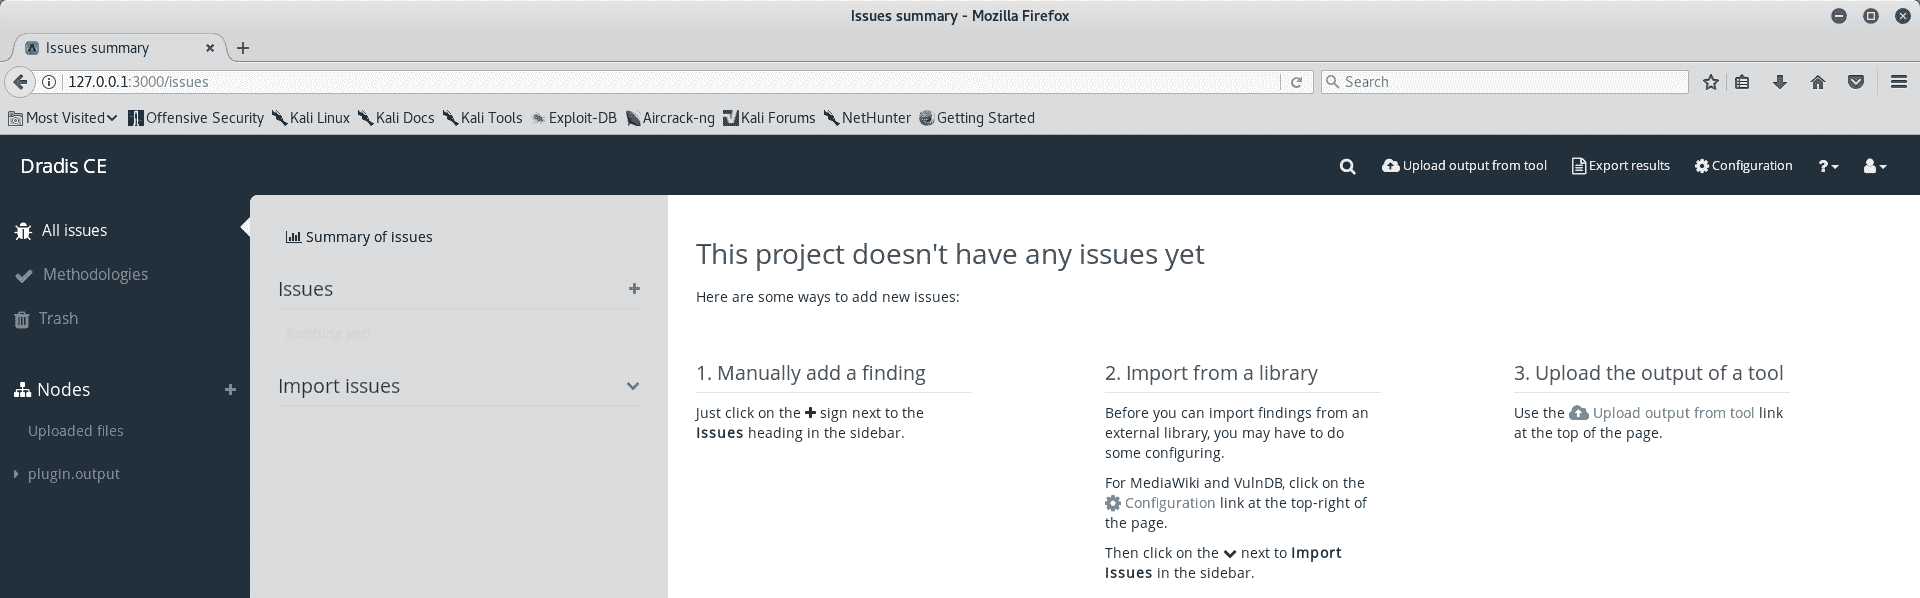 Issues summary - Mozilla Firefox
Issues summary
127.0.0.1:3000/issues
Search
Most Visited Offensive Security Kali Linux Kali Docs Kali Tools Exploit-DB Aircrack-ng Kali Forums NetHunter Getting Started
Dradis CE
Upload output from tool Export results Configuration ?
All issues
Methodologies
Trash
Nodes
Uploaded files
plugin.output
Summary of issues
Issues
(nothing yet)
Import issues
This project doesn't have any issues yet
Here are some ways to add new issues:
1. Manually add a finding
Just click on the + sign next to the
Issues heading in the sidebar.
2. Import from a library
Before you can import findings from an
external library, you may have to do
some configuring.
For MediaWiki and VulnDB, click on the
Configuration link at the top-right of
the page.
Then click on the next to Import
Issues in the sidebar.
3. Upload the output of a tool
Use the Upload output from tool link
at the top of the page.